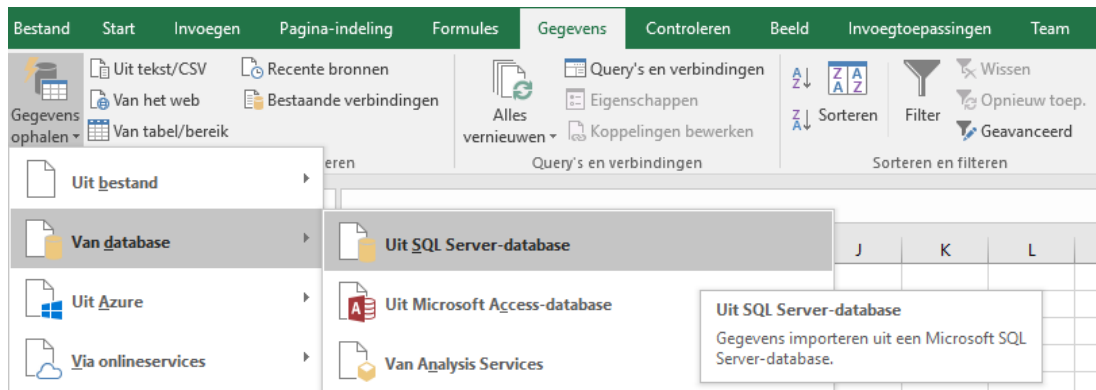 Bestand Start Invoegen Pagina-indeling Formules Gegevens Controleren Beeld Invoegtoepassingen Team
Gegevens
ophalen
Uit tekst/CSV
Van het web
Van tabel/bereik
Recente bronnen
Bestaande verbindingen
eren
Alles
vernieuwen
Query's en verbindingen
Eigenschappen
Koppelingen bewerken
Query's en verbindingen
Sorteren
Filter
Wissen
Opnieuw toep.
Geavanceerd
Sorteren en filteren
Uit bestand
Van database
Uit Azure
Via onlineservices
Uit SQL Server-database
Uit Microsoft Access-database
Van Analysis Services
J K L
Uit SQL Server-database
Gegevens importeren uit een Microsoft SQL
Server-database.